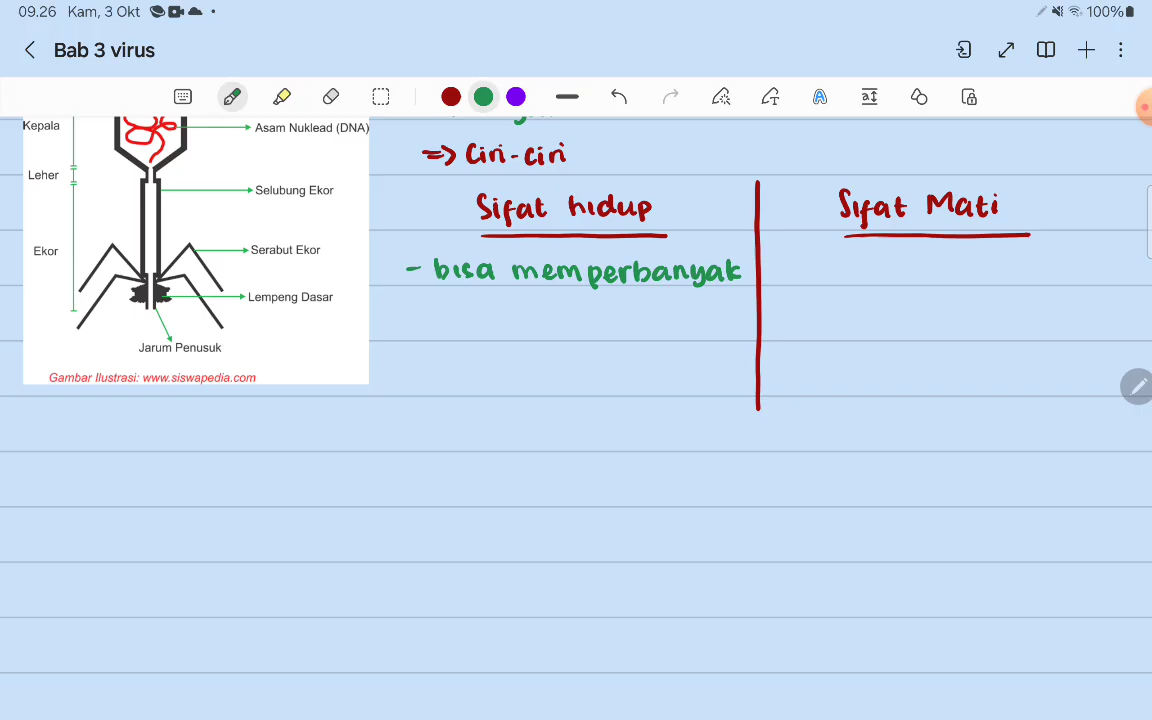 09.26 Kam, 3 Okt
100%
Bab 3 virus
Kepala
Asam Nuklead (DNA)
Leher
Selubung Ekor
Ekor
Serabut Ekor
Lempeng Dasar
Jarum Penusuk
Gambar Ilustrasi: www.siswapedia.com
=> Ciri-ciri
Sifat hidup
Sifat Mati
- bisa memperbanyak